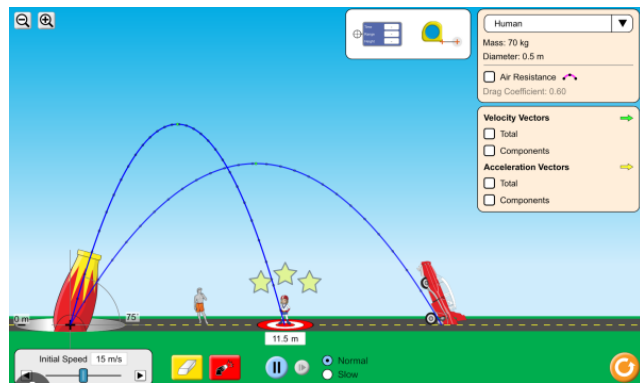 Human
Mass: 70 kg
Diameter: 0.5 m
Air Resistance
Drag Coefficient: 0.60
Velocity Vectors
Total
Components
Acceleration Vectors
Total
Components
0 m
75°
11.5 m
Initial Speed 15 m/s
Normal
Slow